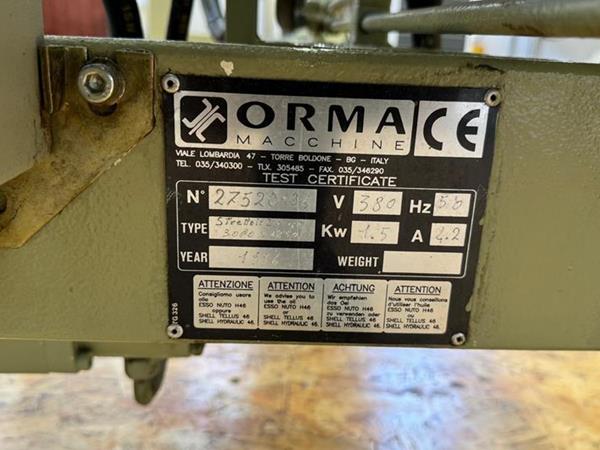 ORMA
MACCHINE
CE
VIALE LOMBARDIA 47 - TORRE BOLDONE - BG - ITALY
TEL. 035/340300 - TLX. 305485 - FAX. 035/346290
TEST CERTIFICATE
N° V 380 Hz 50
TYPE Kw 1.5 A 4.2
YEAR 1996 WEIGHT
ATTENZIONE
Consigliamo usare
olio
ESSO NUTO H46
oppure
SHELL TELLUS 46
SHELL HYDRAULIC 46.
ATTENTION
We advise you to
use the oil
ESSO NUTO H46
or
SHELL TELLUS 46
SHELL HYDRAULIC 46.
ACHTUNG
Wir empfehlen
das Oel
ESSO NUTO H46
zu verwenden oder
SHELL TELLUS 46
SHELL HYDRAULIC 46.
ATTENTION
Nous vous conseillons
d'utiliser l'huile
ESSO NUTO H46
ou
SHELL TELLUS 46
SHELL HYDRAULIC 46.